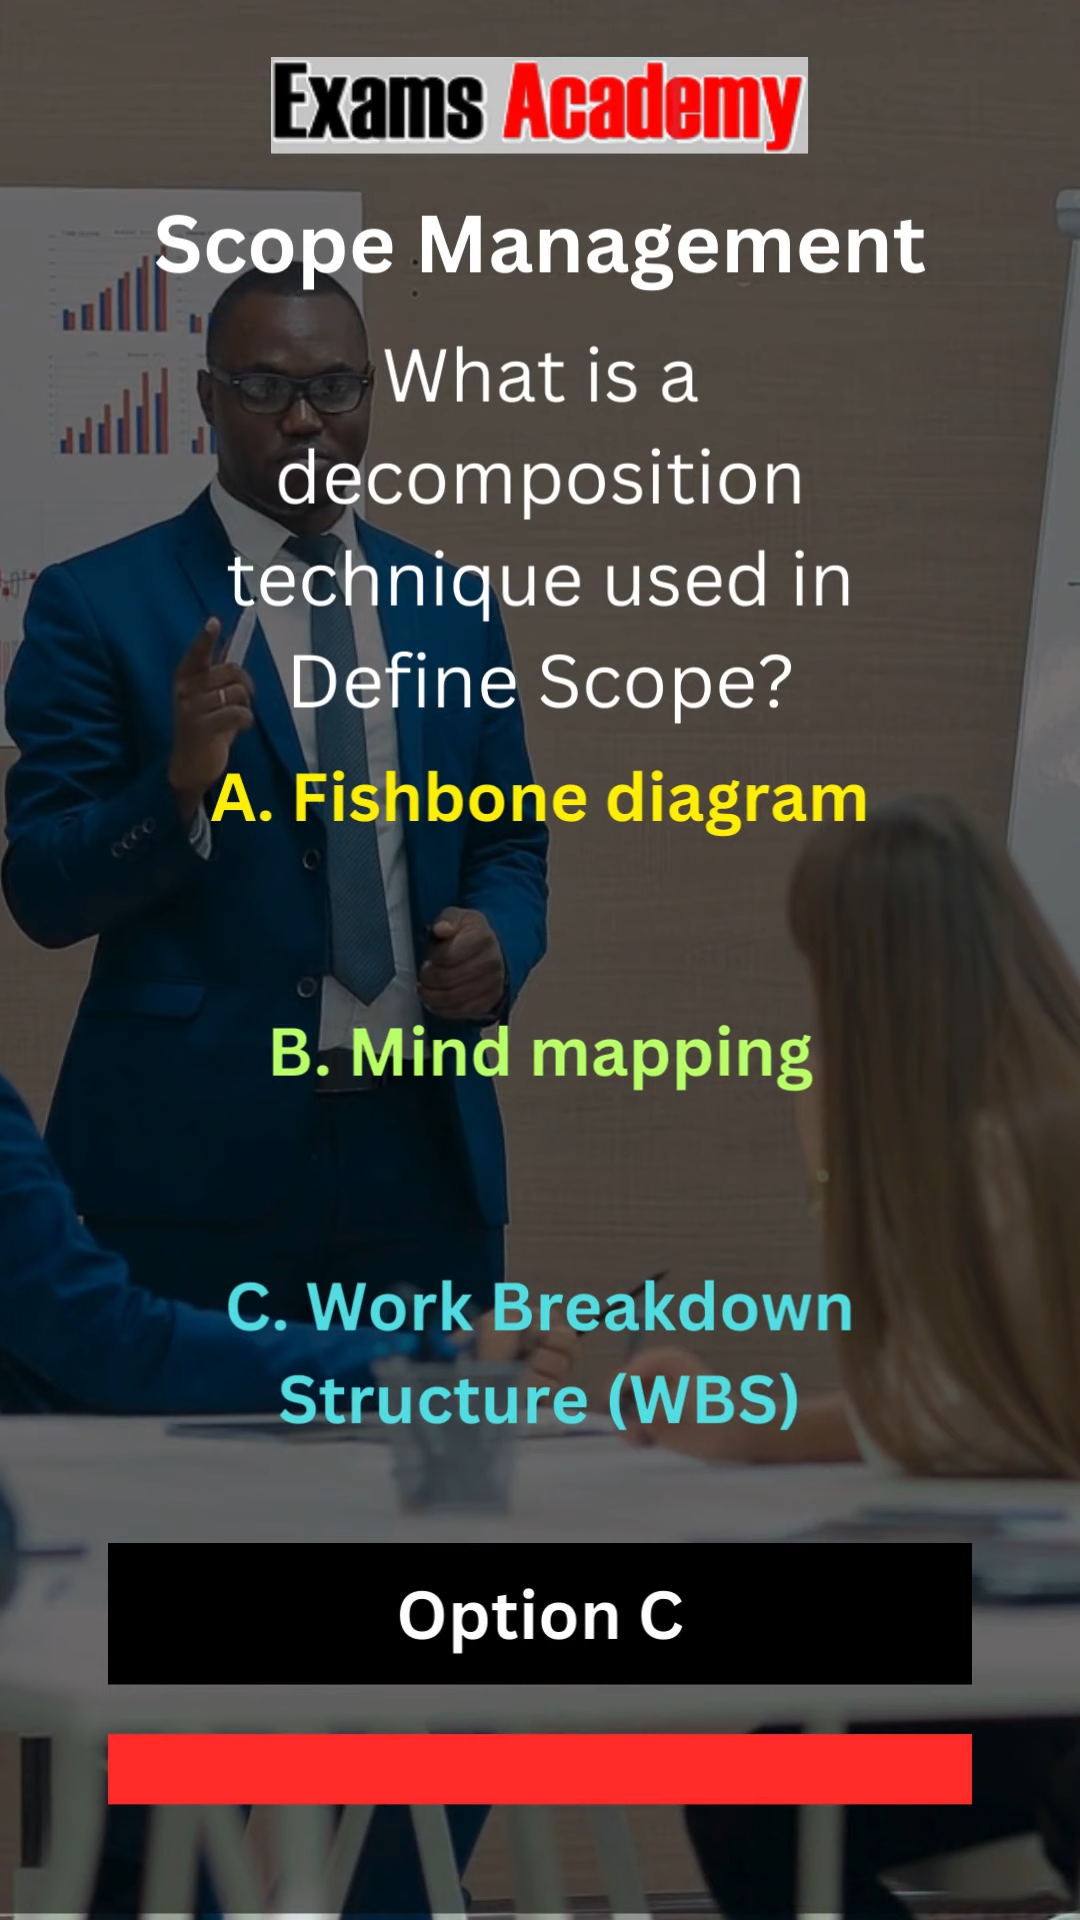 Exams Academy
Scope Management
What is a
decomposition
technique used in
Define Scope?
A. Fishbone diagram
B. Mind mapping
C. Work Breakdown
Structure (WBS)
Option C